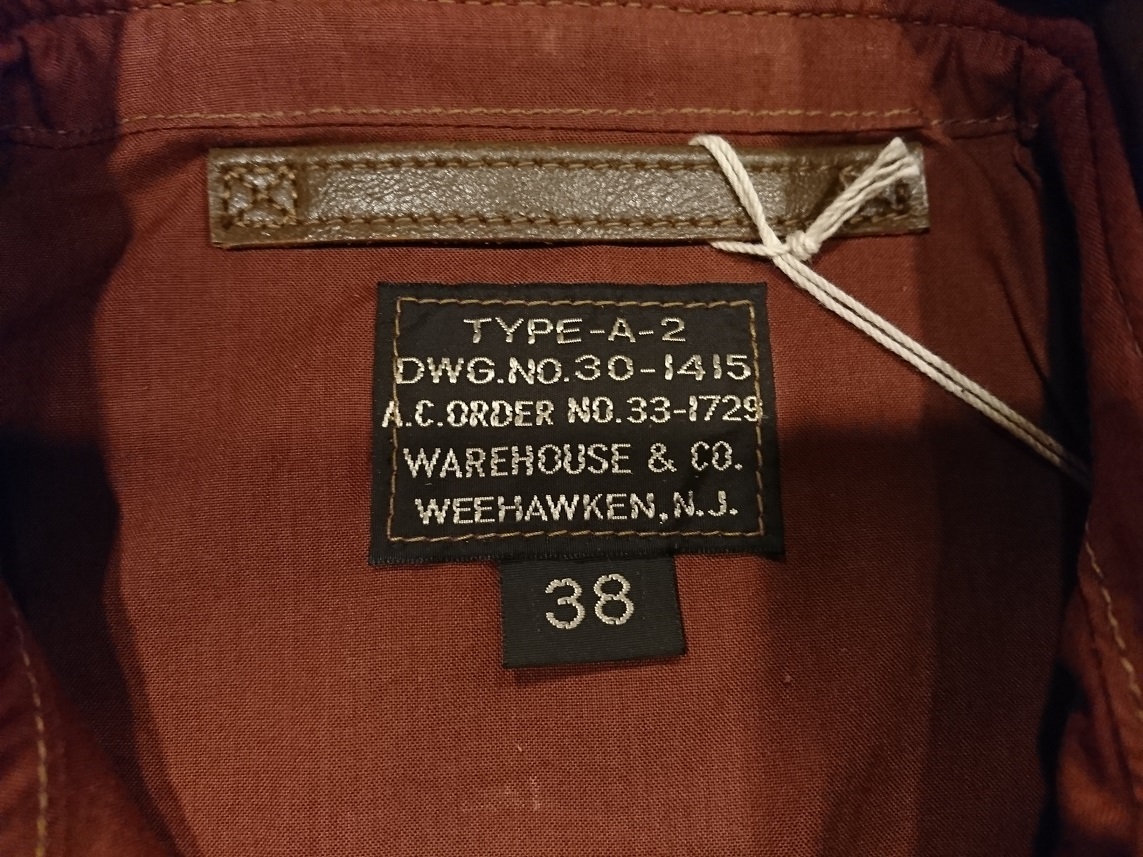 TYPE-A-2
DWG.NO.30-1415
A.C.ORDER NO.33-1729
WAREHOUSE & CO.
WEEHAWKEN, N.J.
38